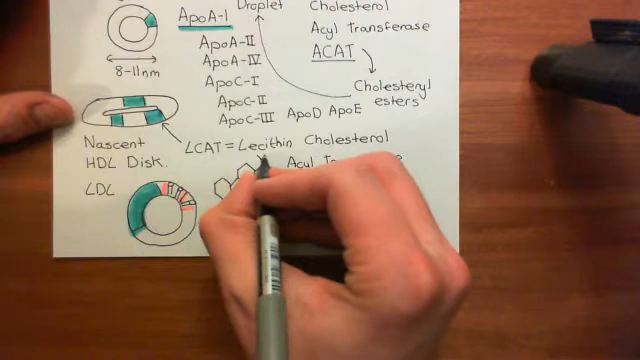 Droplet
Cholesterol
ApoA-I
Acyl Transferase
ApoA-II
ACAT
ApoA-IV
8-11nm
ApoC-I
Cholesteryl
esters
ApoC-II
ApoC-III ApoD ApoE
Nascent
HDL Disk.
LCAT = Lecithin Cholesterol
Acyl
LDL